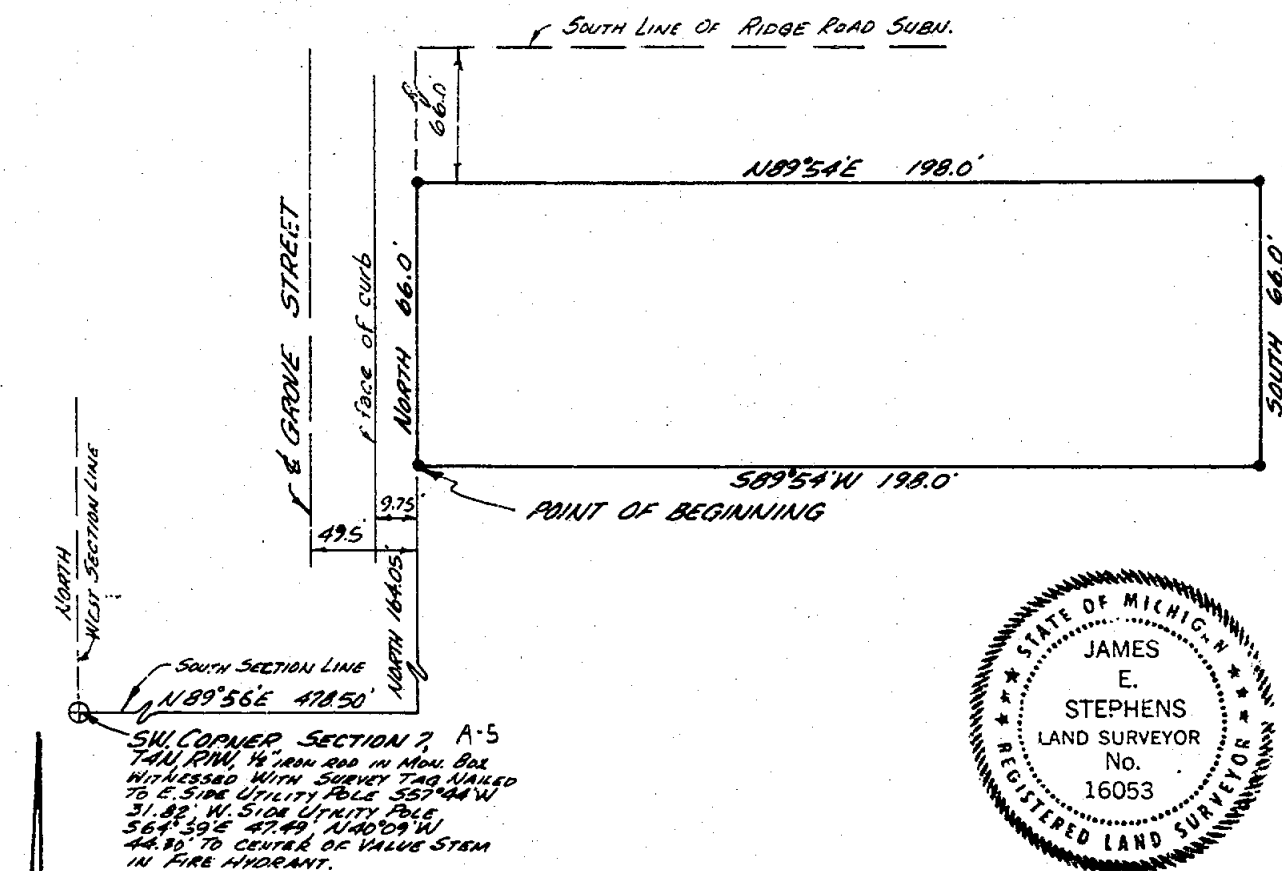 SOUTH LINE OF RIDGE ROAD SUBN.
66.0'
N89°54'E 198.0'
℄ GROVE STREET
face of curb
NORTH 66.0'
SOUTH 66.0'
S89°54'W 198.0'
POINT OF BEGINNING
9.75'
49.5'
NORTH 164.05'
NORTH
WEST SECTION LINE
SOUTH SECTION LINE
N89°56'E 478.50'
SW. CORNER SECTION 7, A-5
T4N, R1W, ½" IRON ROD IN MON. BOX
WITNESSED WITH SURVEY TAG NAILED
TO E. SIDE UTILITY POLE S57°44'W
31.82', W. SIDE UTILITY POLE
S64°39'E 47.49', N40°09'W
44.80' TO CENTER OF VALUE STEM
IN FIRE HYDRANT.
STATE OF MICHIGAN
JAMES
E.
STEPHENS
LAND SURVEYOR
No.
16053
REGISTERED LAND SURVEYOR